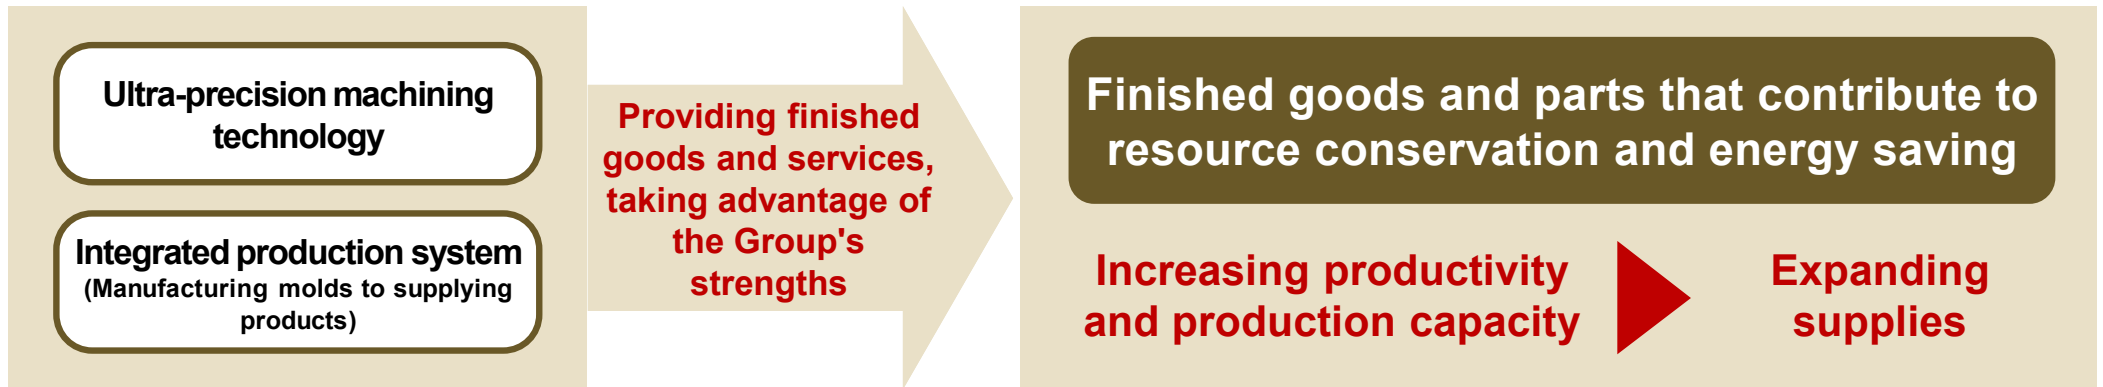 Ultra-precision machining
technology
Integrated production system
(Manufacturing molds to supplying
products)
Providing finished
goods and services,
taking advantage of
the Group's
strengths
Finished goods and parts that contribute to
resource conservation and energy saving
Increasing productivity
and production capacity
Expanding
supplies